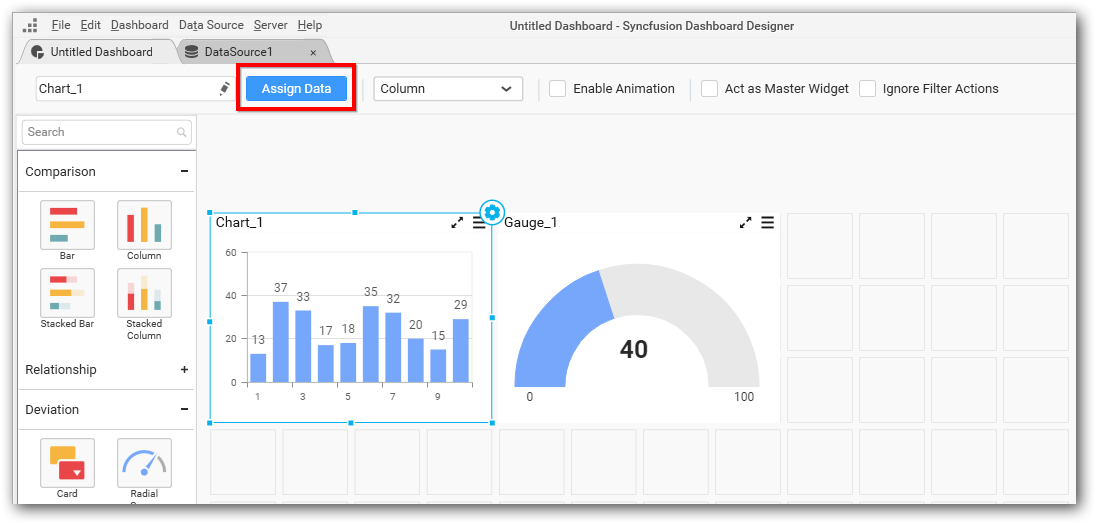 File Edit Dashboard Data Source Server Help
Untitled Dashboard - Syncfusion Dashboard Designer
Untitled Dashboard
DataSource1 ×
Chart_1
Assign Data
Column
Enable Animation
Act as Master Widget
Ignore Filter Actions
Search
Comparison −
Bar
Column
Stacked Bar
Stacked Column
Relationship +
Deviation −
Card
Radial
Chart_1
60
40
20
0
13
37
33
17
18
35
32
20
15
29
1 3 5 7 9
Gauge_1
40
0 100